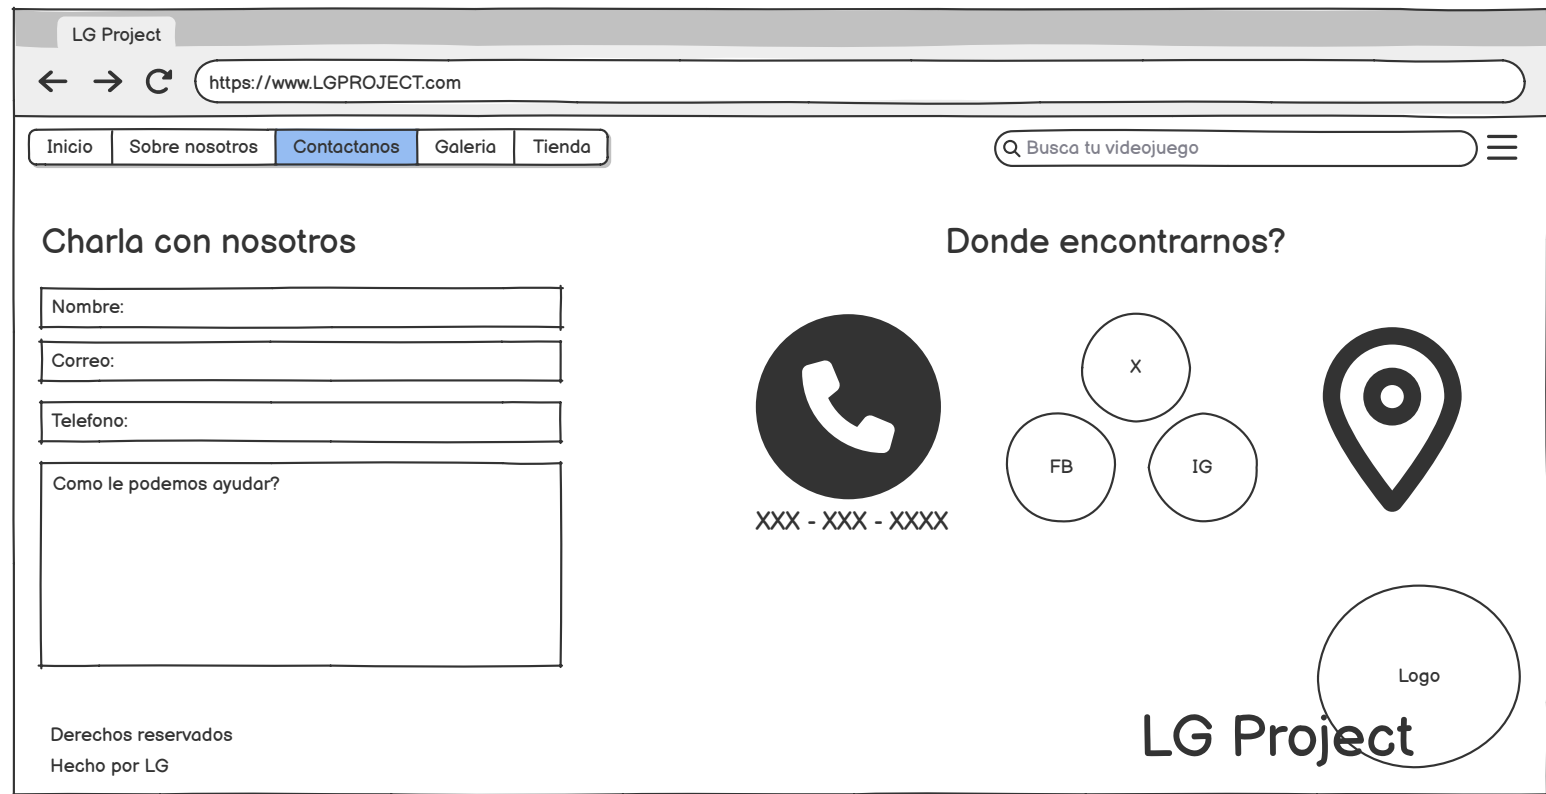 LG Project
https://www.LGPROJECT.com
Inicio Sobre nosotros Contactanos Galeria Tienda
Busca tu videojuego
Charla con nosotros
Donde encontrarnos?
Nombre:
Correo:
Telefono:
Como le podemos ayudar?
X
FB
IG
XXX - XXX - XXXX
Logo
LG Project
Derechos reservados
Hecho por LG